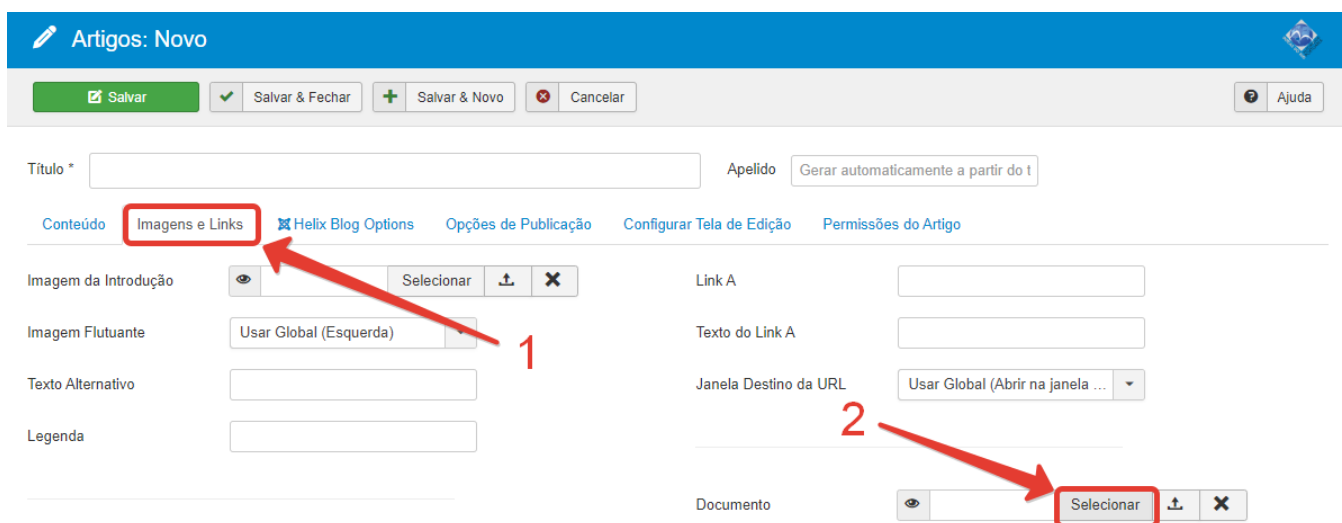 Artigos: Novo
Salvar Salvar & Fechar Salvar & Novo Cancelar Ajuda
Título * Apelido Gerar automaticamente a partir do t
Conteúdo Imagens e Links Helix Blog Options Opções de Publicação Configurar Tela de Edição Permissões do Artigo
Imagem da Introdução Selecionar Link A
Imagem Flutuante Usar Global (Esquerda) Texto do Link A
1
Texto Alternativo Janela Destino da URL Usar Global (Abrir na janela ...
2
Legenda
Documento Selecionar